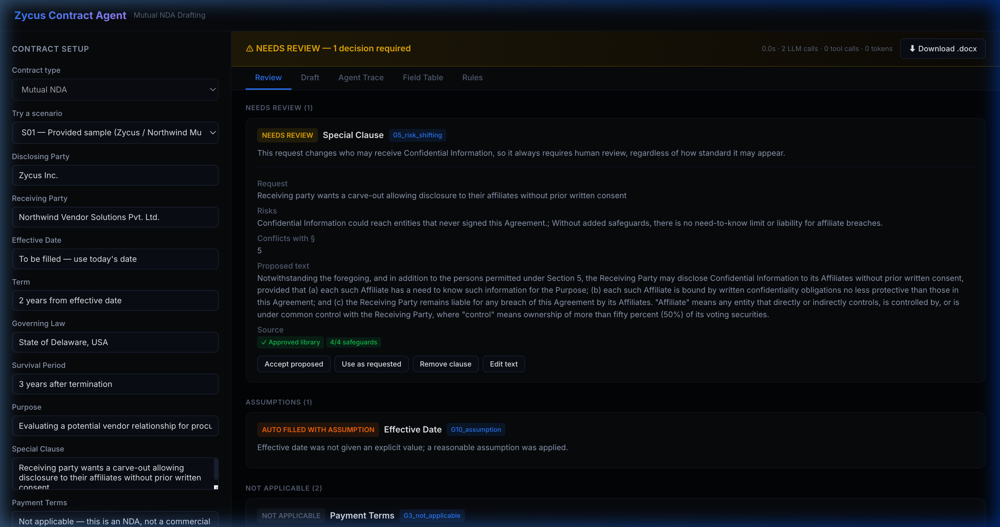 Zycus Contract Agent Mutual NDA Drafting
CONTRACT SETUP
Contract type
Mutual NDA
Try a scenario
S01 — Provided sample (Zycus / Northwind Mu
Disclosing Party
Zycus Inc.
Receiving Party
Northwind Vendor Solutions Pvt. Ltd.
Effective Date
To be filled — use today's date
Term
2 years from effective date
Governing Law
State of Delaware, USA
Survival Period
3 years after termination
Purpose
Evaluating a potential vendor relationship for procu
Special Clause
Receiving party wants a carve-out allowing
disclosure to their affiliates without prior written
consent
Payment Terms
Not applicable — this is an NDA, not a commercial
⚠ NEEDS REVIEW — 1 decision required
0.0s · 2 LLM calls · 0 tool calls · 0 tokens
⬇ Download .docx
Review Draft Agent Trace Field Table Rules
NEEDS REVIEW (1)
NEEDS REVIEW Special Clause G5_risk_shifting
This request changes who may receive Confidential Information, so it always requires human review, regardless of how standard it may appear.
Request
Receiving party wants a carve-out allowing disclosure to their affiliates without prior written consent
Risks
Confidential Information could reach entities that never signed this Agreement.; Without added safeguards, there is no need-to-know limit or liability for affiliate breaches.
Conflicts with §
5
Proposed text
Notwithstanding the foregoing, and in addition to the persons permitted under Section 5, the Receiving Party may disclose Confidential Information to its Affiliates without prior written consent,
provided that (a) each such Affiliate has a need to know such information for the Purpose; (b) each such Affiliate is bound by written confidentiality obligations no less protective than those in
this Agreement; and (c) the Receiving Party remains liable for any breach of this Agreement by its Affiliates. "Affiliate" means any entity that directly or indirectly controls, is controlled by, or is
under common control with the Receiving Party, where "control" means ownership of more than fifty percent (50%) of its voting securities.
Source
✓ Approved library 4/4 safeguards
Accept proposed Use as requested Remove clause Edit text
ASSUMPTIONS (1)
AUTO FILLED WITH ASSUMPTION Effective Date G10_assumption
Effective date was not given an explicit value; a reasonable assumption was applied.
NOT APPLICABLE (2)
NOT APPLICABLE Payment Terms G3_not_applicable